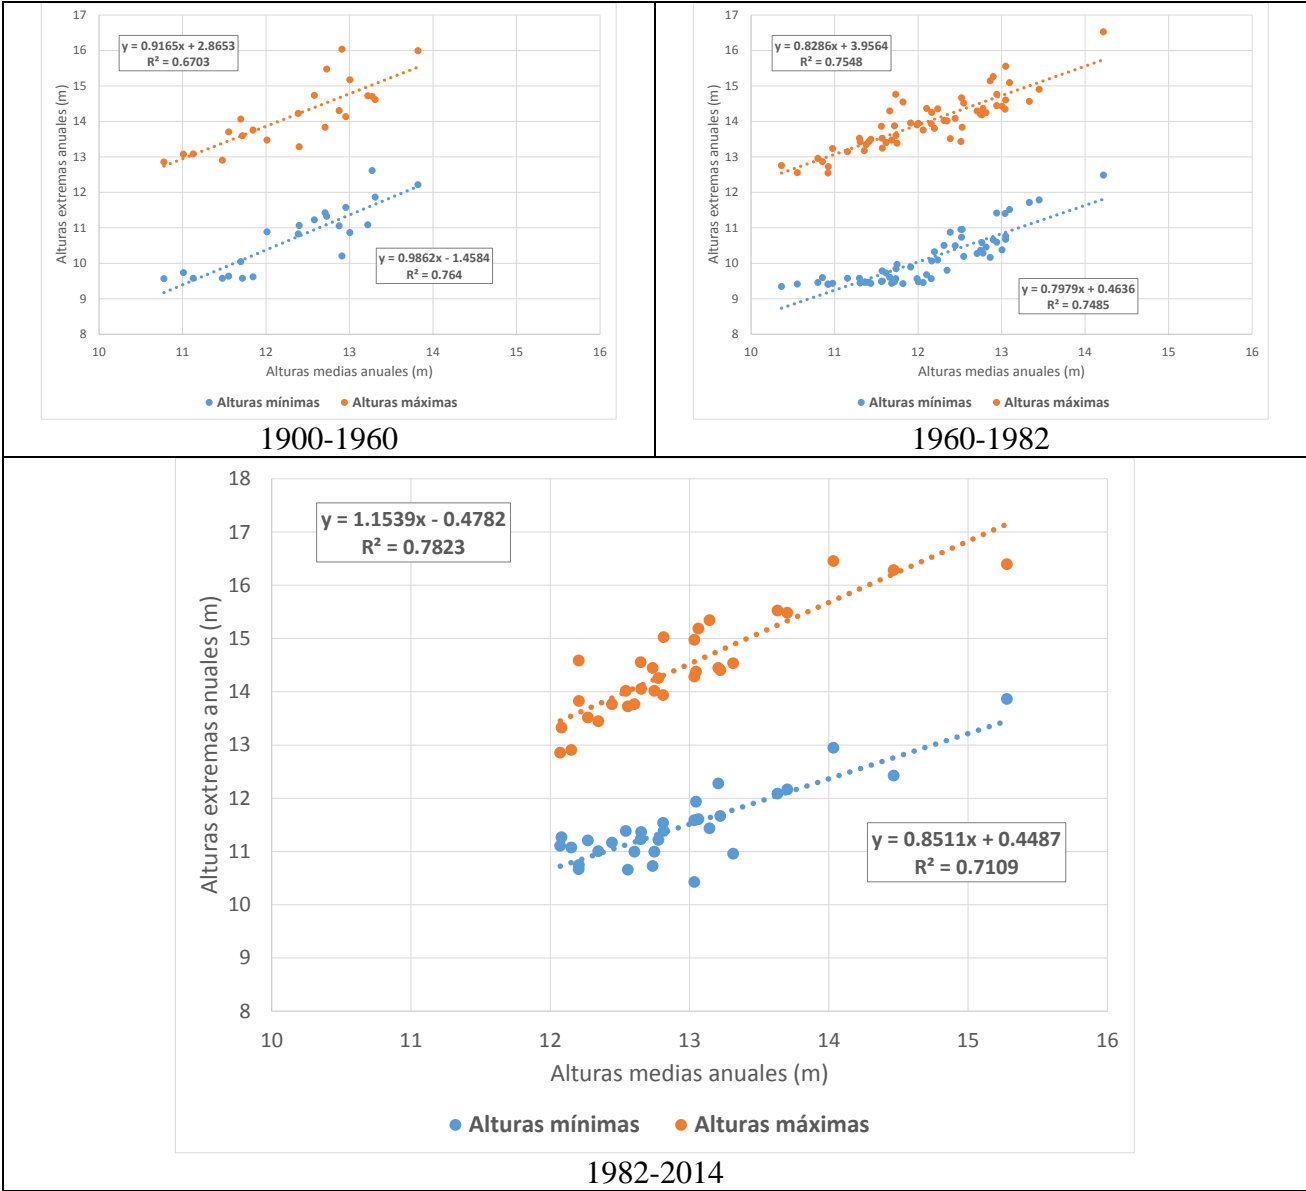 17
16
15
14
13
12
11
10
9
8
Alturas extremas anuales (m)
y = 0.9165x + 2.8653
R² = 0.6703
y = 0.9862x - 1.4584
R² = 0.764
10 11 12 13 14 15 16
Alturas medias anuales (m)
Alturas mínimas Alturas máximas
1900-1960
17
16
15
14
13
12
11
10
9
8
Alturas extremas anuales (m)
y = 0.8286x + 3.9564
R² = 0.7548
y = 0.7979x + 0.4636
R² = 0.7485
10 11 12 13 14 15 16
Alturas medias anuales (m)
Alturas mínimas Alturas máximas
1960-1982
18
17
16
15
14
13
12
11
10
9
8
Alturas extremas anuales (m)
y = 1.1539x - 0.4782
R² = 0.7823
y = 0.8511x + 0.4487
R² = 0.7109
10 11 12 13 14 15 16
Alturas medias anuales (m)
Alturas mínimas Alturas máximas
1982-2014